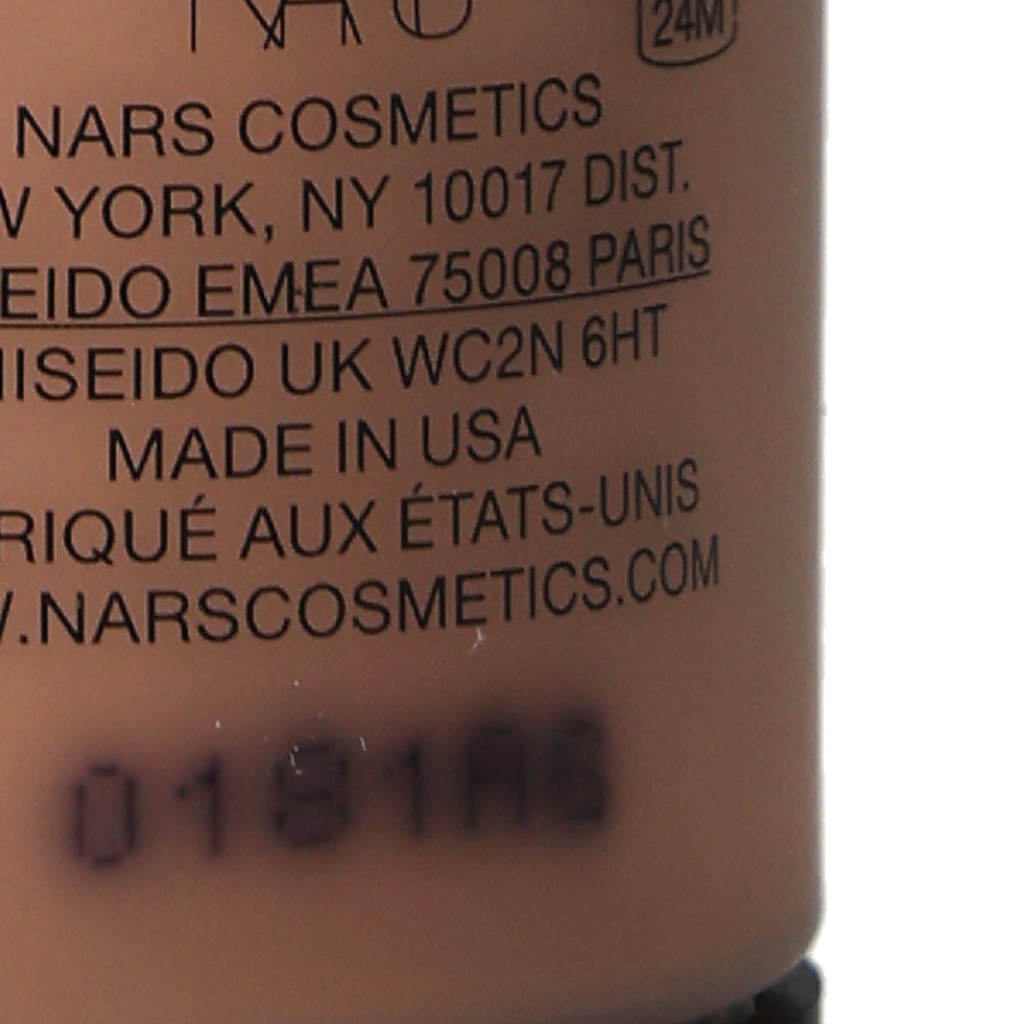 24M
NARS COSMETICS
W YORK, NY 10017 DIST.
EIDO EMEA 75008 PARIS
ISEIDO UK WC2N 6HT
MADE IN USA
RIQUÉ AUX ÉTATS-UNIS
.NARSCOSMETICS.COM